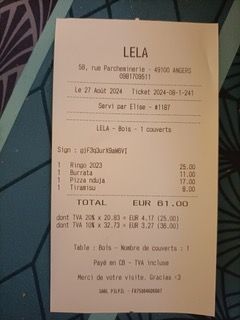 LELA
58, rue Parcheminerie - 49100 ANGERS
0981709511
Le 27 Août 2024 Ticket 2024-08-1-241
Servi par Elise - #1187
LELA - Bois - 1 couverts
Sign :
1 Ringo 2023 25.00
1 Burrata 11.00
1 Pizza nduja 17.00
1 Tiramisu 8.00
TOTAL EUR 61.00
dont TVA 20% x 20.83 = EUR 4.17 (25.00)
dont TVA 10% x 32.73 = EUR 3.27 (36.00)
Table : Bois - Nombre de couverts : 1
Payé en CB - TVA incluse
Merci de votre visite. Gracias <3
SARL PILPIL -